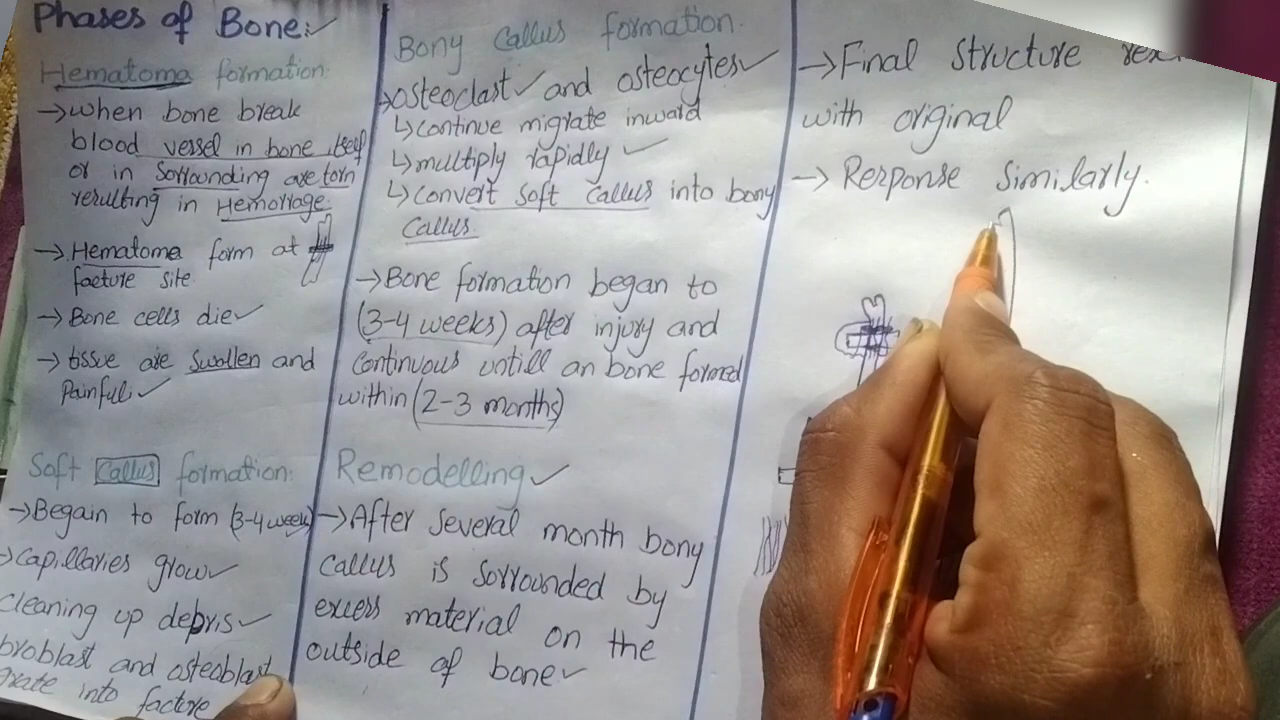 Phases of Bone:
Hematoma formation:
→ when bone break
blood vessel in bone itself
or in Sorrounding are torn
resulting in Hemorrage.
→ Hematoma form at
facture site.
→ Bone cells die
→ tissue are swollen and
Painful.
Soft Callus formation:
→ Begain to form (3-4 week)
→ Capillaries grow
cleaning up debris
broblast and osteoblast
grate into facture
Bony Callus formation.
→ osteoclast and osteocytes
↳ continue migrate inward
↳ multiply rapidly
↳ convert soft callus into bony
Callus.
→ Bone formation began to
(3-4 weeks) after injury and
continuous untill an bone formed
within (2-3 months)
Remodelling
→ After several month bony
callus is sorrounded by
excess material on the
outside of bone
→ Final structure
with original
→ Response Similarly.